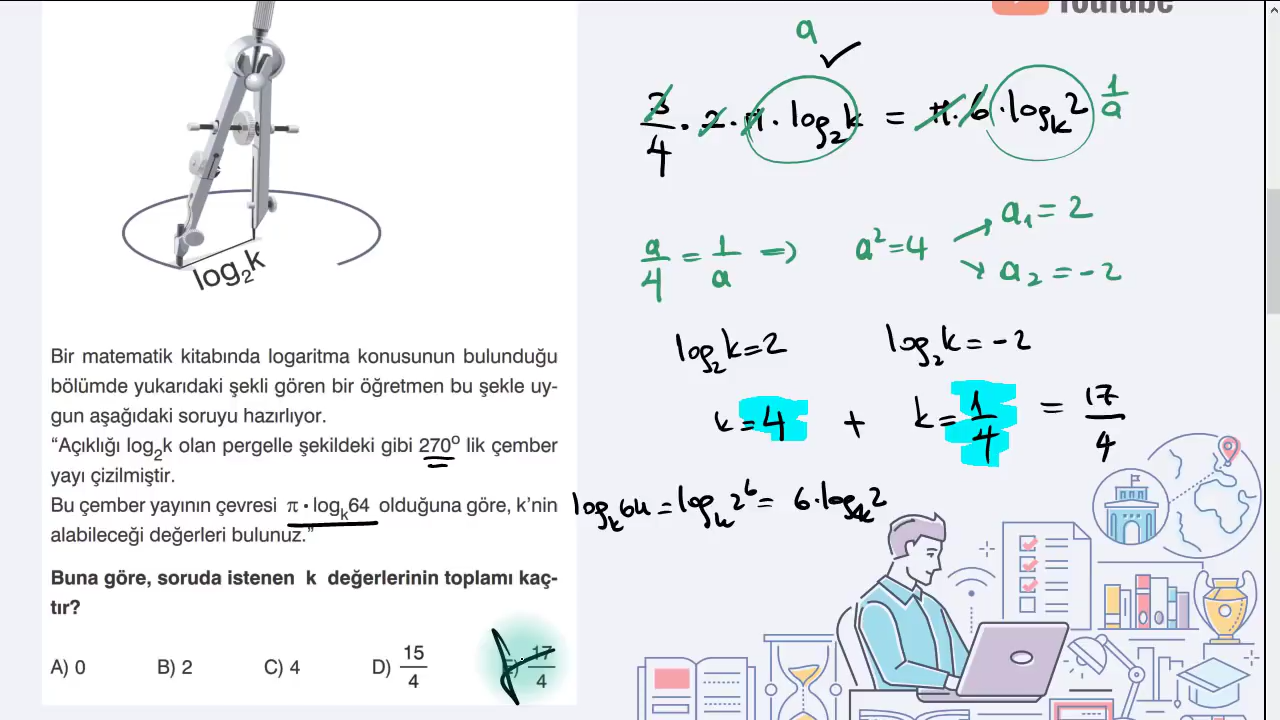 YouTube
log₂k
Bir matematik kitabında logaritma konusunun bulunduğu
bölümde yukarıdaki şekli gören bir öğretmen bu şekle uy-
gun aşağıdaki soruyu hazırlıyor.
“Açıklığı log₂k olan pergelle şekildeki gibi 270° lik çember
yayı çizilmiştir.
Bu çember yayının çevresi π · logₖ64 olduğuna göre, k’nin
alabileceği değerleri bulunuz.”
Buna göre, soruda istenen k değerlerinin toplamı kaç-
tır?
A) 0 B) 2 C) 4 D) 15/4 E) 17/4
a
3/4 · 2 · π · log₂k = π · 6 · logₖ2 1/a
a/4 = 1/a ⇒ a² = 4
a₁ = 2
a₂ = -2
log₂k = 2 log₂k = -2
k = 4 + k = 1/4 = 17/4
logₖ64 = logₖ2⁶ = 6 · logₖ2